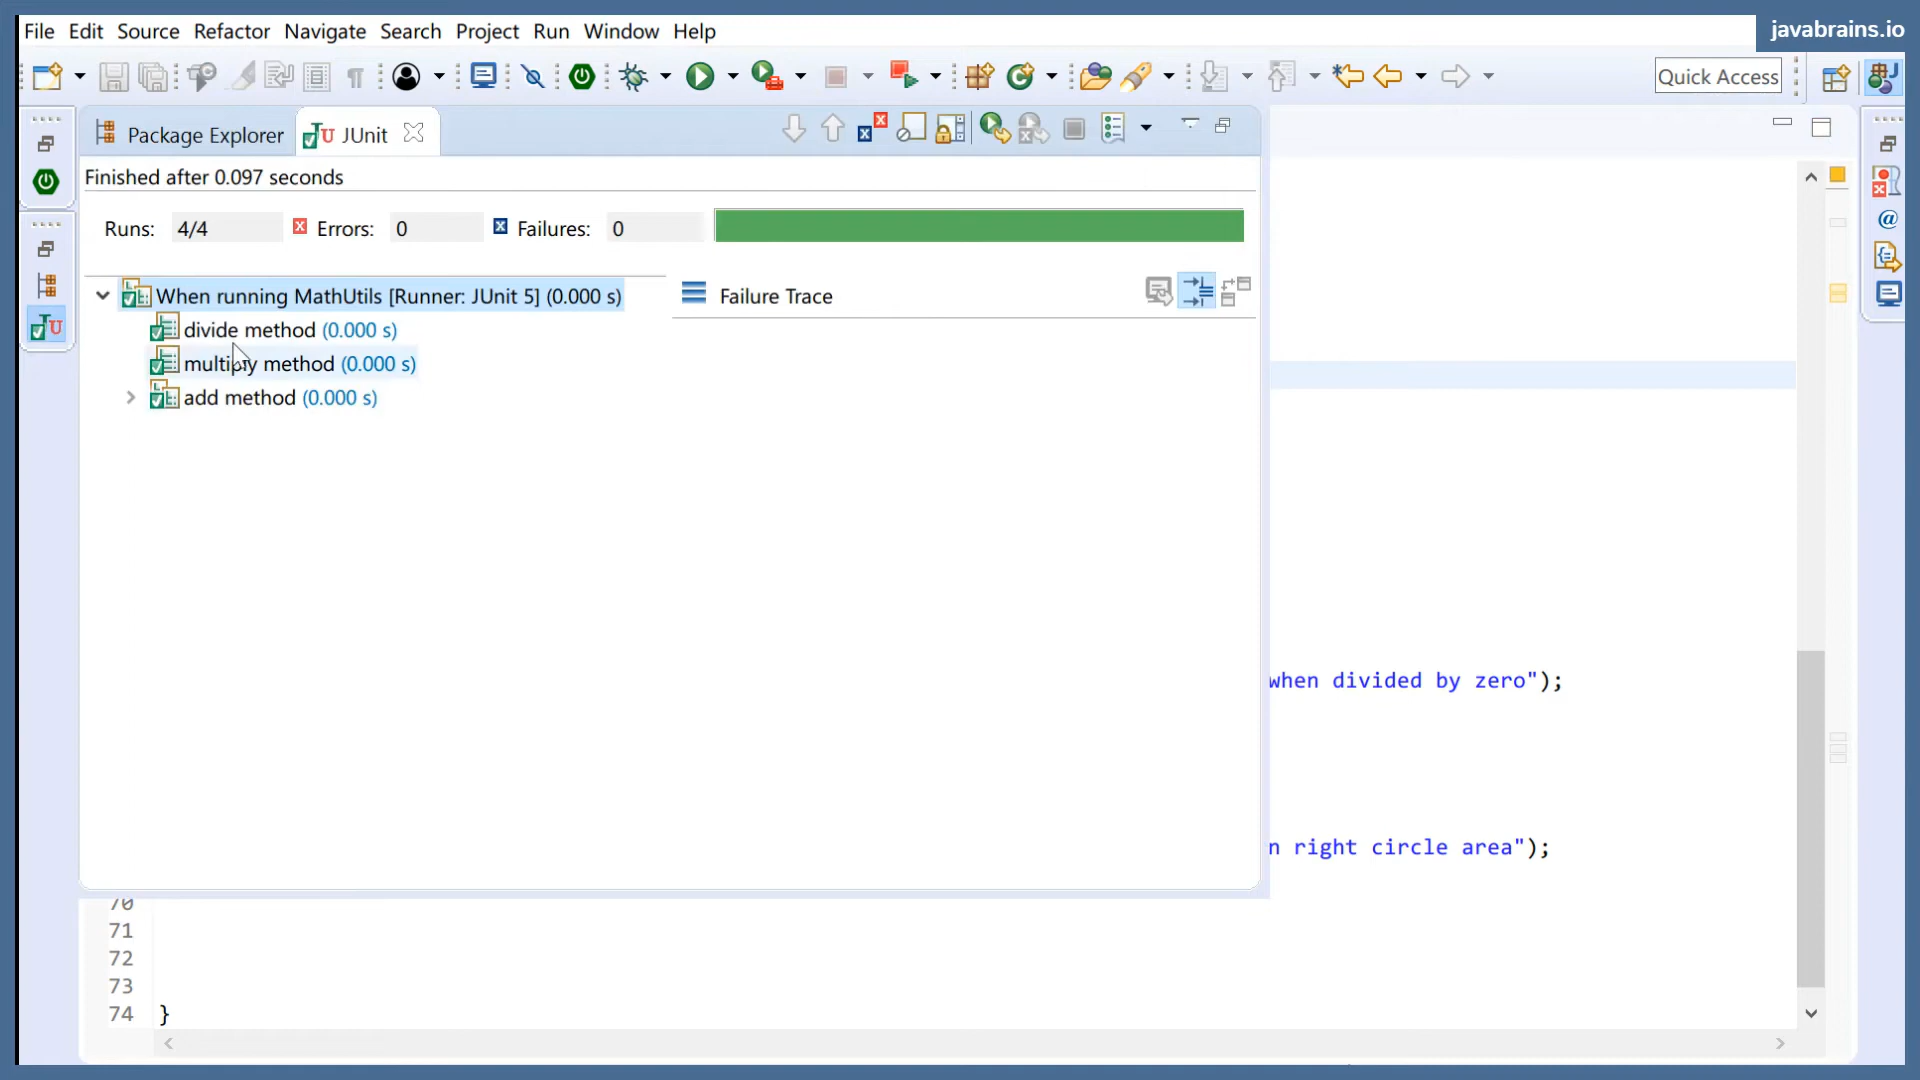 File Edit Source Refactor Navigate Search Project Run Window Help
javabrains.io
Quick Access
Package Explorer JUnit
Finished after 0.097 seconds
Runs: 4/4 Errors: 0 Failures: 0
When running MathUtils [Runner: JUnit 5] (0.000 s)
Failure Trace
divide method (0.000 s)
multiply method (0.000 s)
add method (0.000 s)
when divided by zero");
n right circle area");
70
71
72
73
74 }